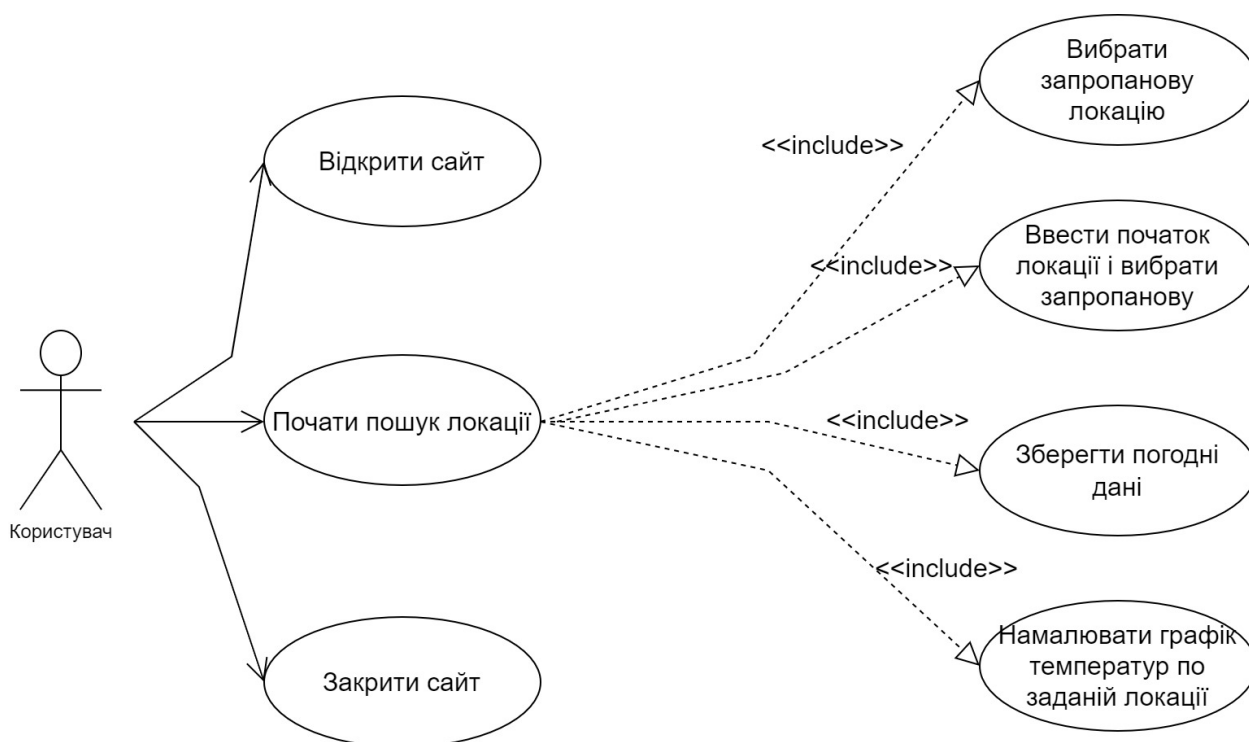 Вибрати
запропанову
локацію
<<include>>
Відкрити сайт
Ввести початок
локації і вибрати
запропанову
<<include>>
Користувач
Почати пошук локації
<<include>>
Зберегти погодні
дані
<<include>>
Намалювати графік
температур по
заданій локації
Закрити сайт